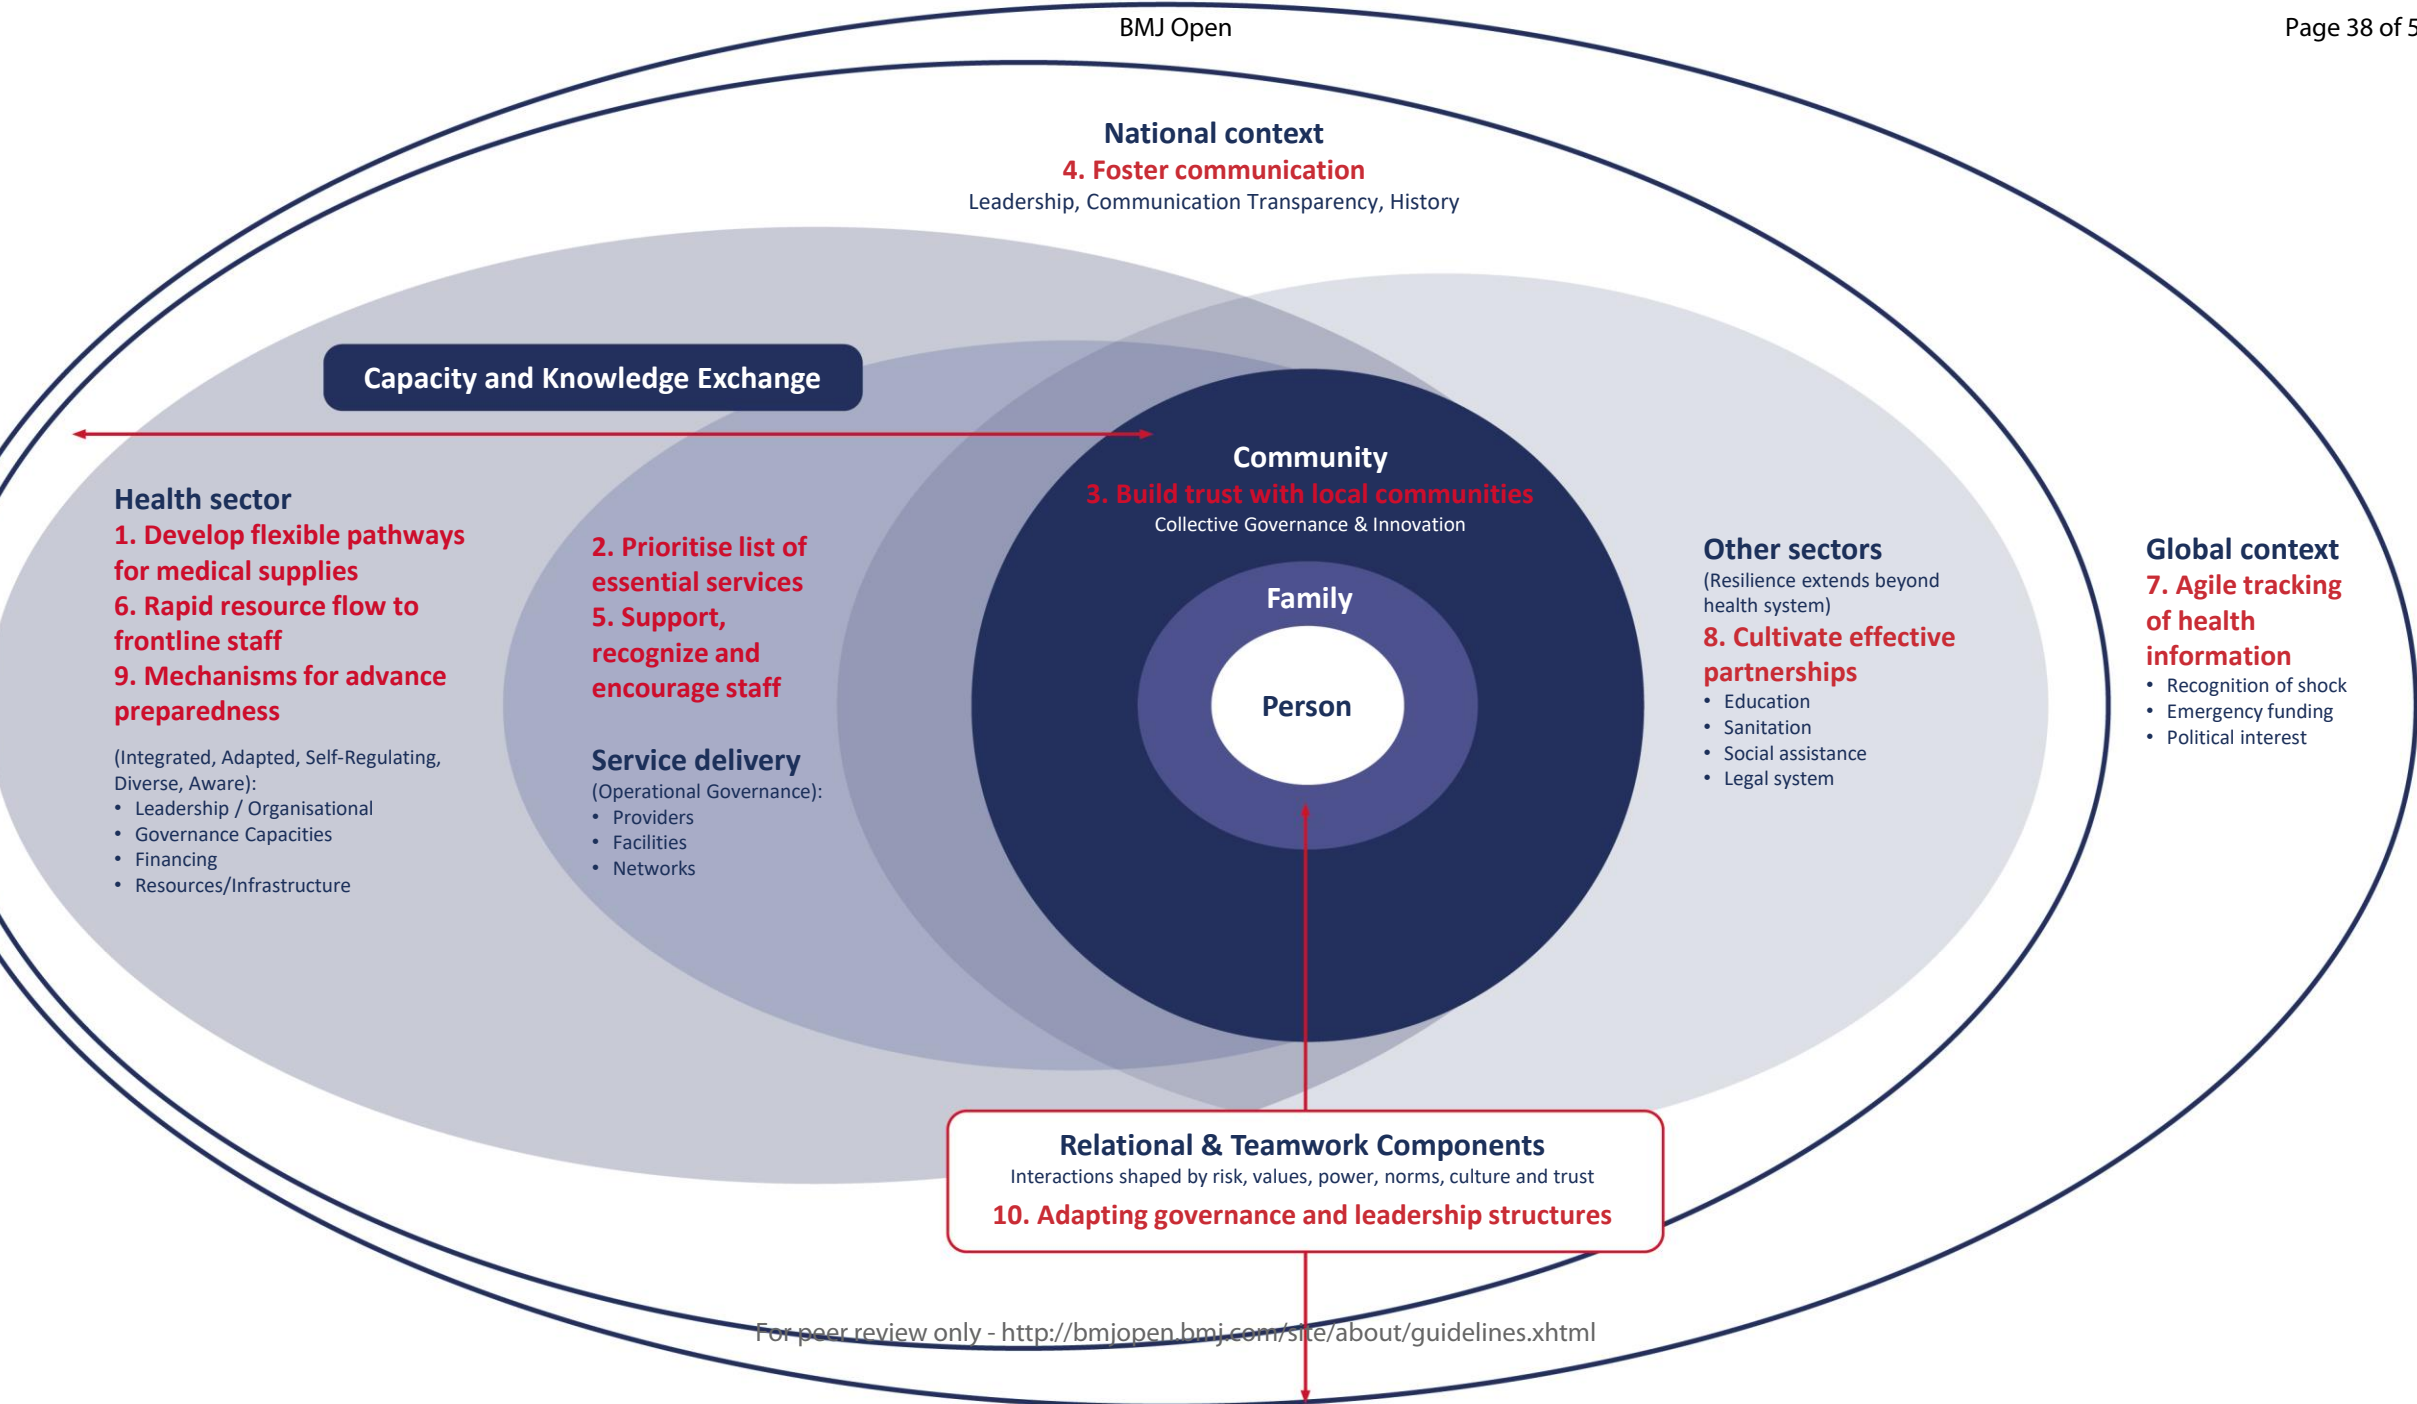 BMJ Open
Page 38 of 5
National context
4. Foster communication
Leadership, Communication Transparency, History
Capacity and Knowledge Exchange
Health sector
1. Develop flexible pathways
for medical supplies
6. Rapid resource flow to
frontline staff
9. Mechanisms for advance
preparedness
(Integrated, Adapted, Self-Regulating,
Diverse, Aware):
• Leadership / Organisational
• Governance Capacities
• Financing
• Resources/Infrastructure
2. Prioritise list of
essential services
5. Support,
recognize and
encourage staff
Service delivery
(Operational Governance):
• Providers
• Facilities
• Networks
Community
3. Build trust with local communities
Collective Governance & Innovation
Family
Person
Other sectors
(Resilience extends beyond
health system)
8. Cultivate effective
partnerships
• Education
• Sanitation
• Social assistance
• Legal system
Global context
7. Agile tracking
of health
information
• Recognition of shock
• Emergency funding
• Political interest
Relational & Teamwork Components
Interactions shaped by risk, values, power, norms, culture and trust
10. Adapting governance and leadership structures
For peer review only - http://bmjopen.bmj.com/site/about/guidelines.xhtml